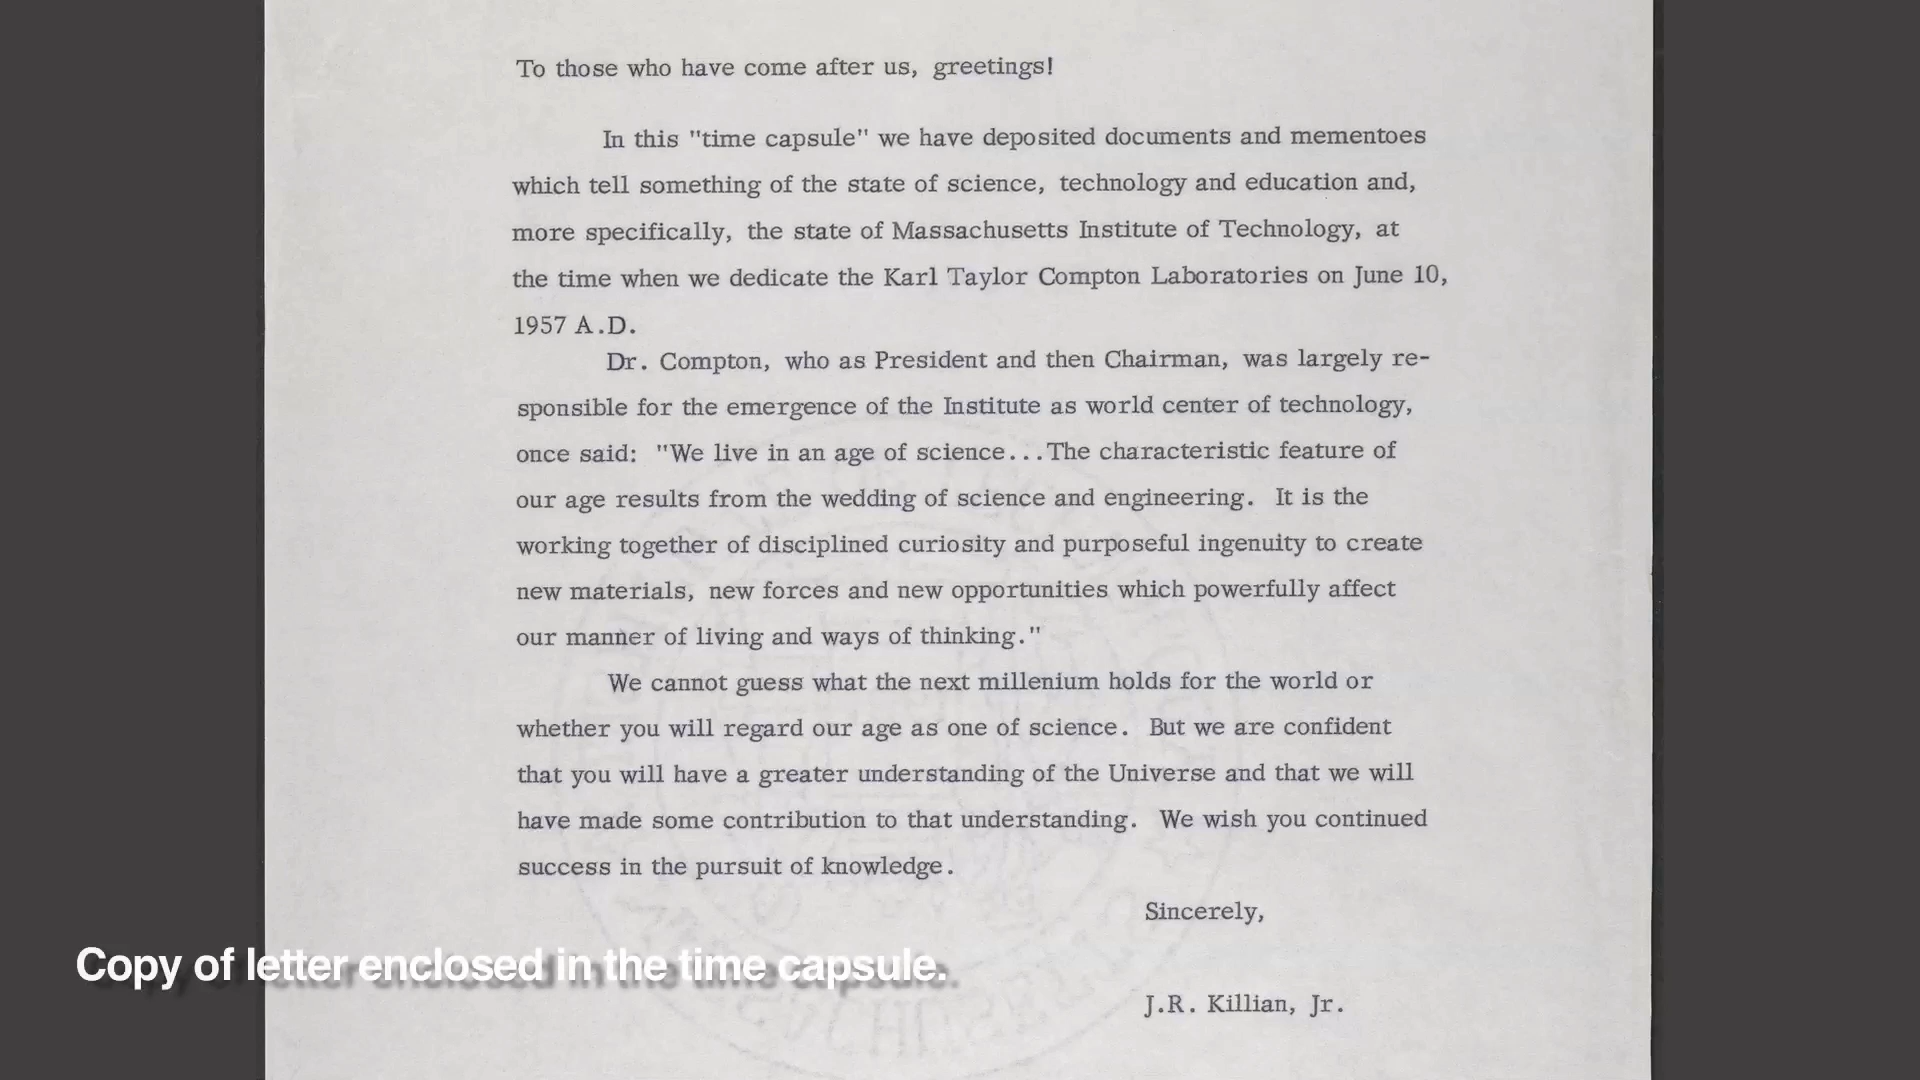 To those who have come after us, greetings!
In this "time capsule" we have deposited documents and mementoes
which tell something of the state of science, technology and education and,
more specifically, the state of Massachusetts Institute of Technology, at
the time when we dedicate the Karl Taylor Compton Laboratories on June 10,
1957 A.D.
Dr. Compton, who as President and then Chairman, was largely re-
sponsible for the emergence of the Institute as world center of technology,
once said: "We live in an age of science...The characteristic feature of
our age results from the wedding of science and engineering. It is the
working together of disciplined curiosity and purposeful ingenuity to create
new materials, new forces and new opportunities which powerfully affect
our manner of living and ways of thinking."
We cannot guess what the next millenium holds for the world or
whether you will regard our age as one of science. But we are confident
that you will have a greater understanding of the Universe and that we will
have made some contribution to that understanding. We wish you continued
success in the pursuit of knowledge.
Sincerely,
Copy of letter enclosed in the time capsule.
J.R. Killian, Jr.